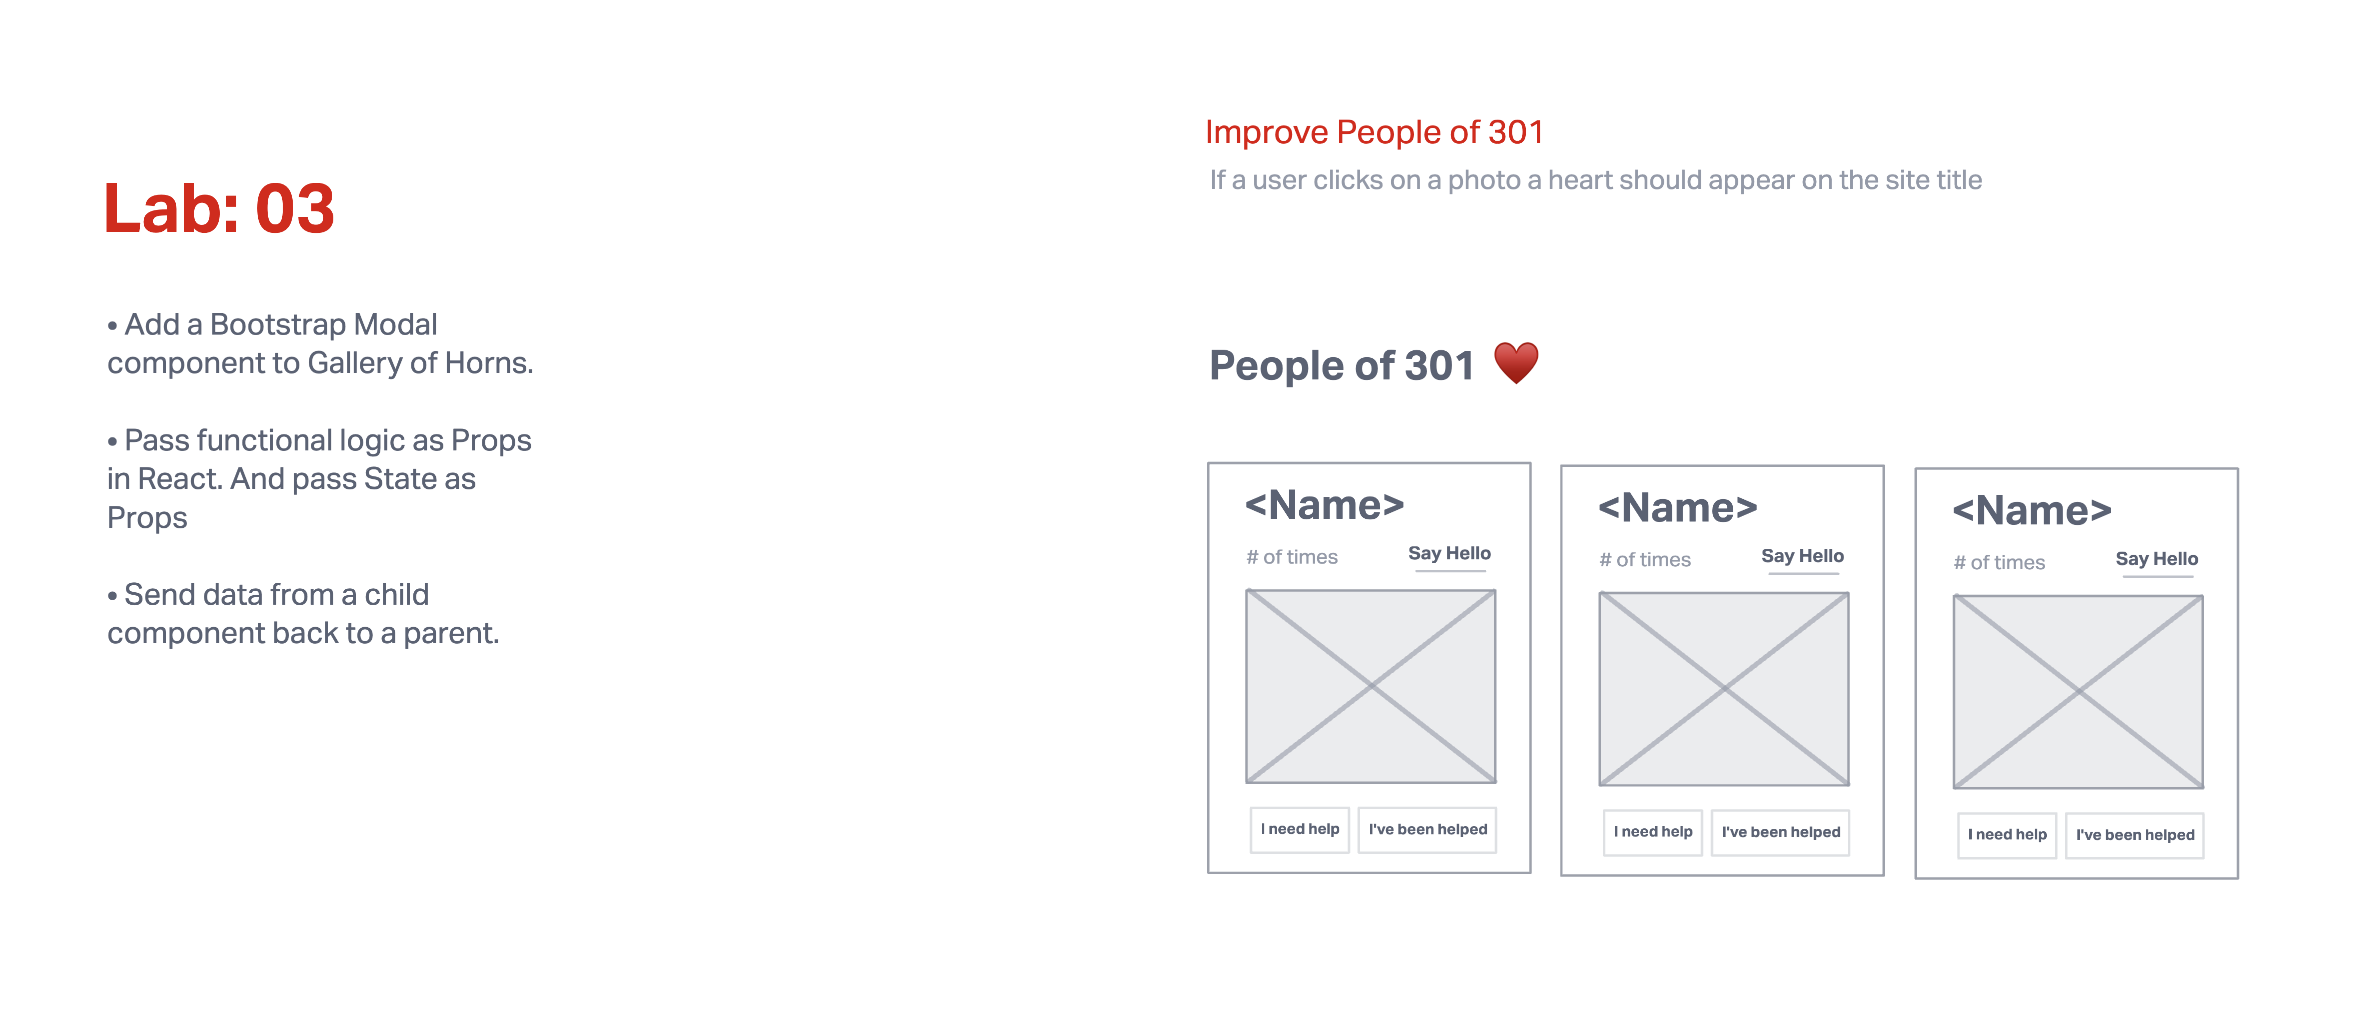 Lab: 03
• Add a Bootstrap Modal
component to Gallery of Horns.
• Pass functional logic as Props
in React. And pass State as
Props
• Send data from a child
component back to a parent.
Improve People of 301
If a user clicks on a photo a heart should appear on the site title
People of 301
<Name>
# of times
Say Hello
I need help
I've been helped
<Name>
# of times
Say Hello
I need help
I've been helped
<Name>
# of times
Say Hello
I need help
I've been helped